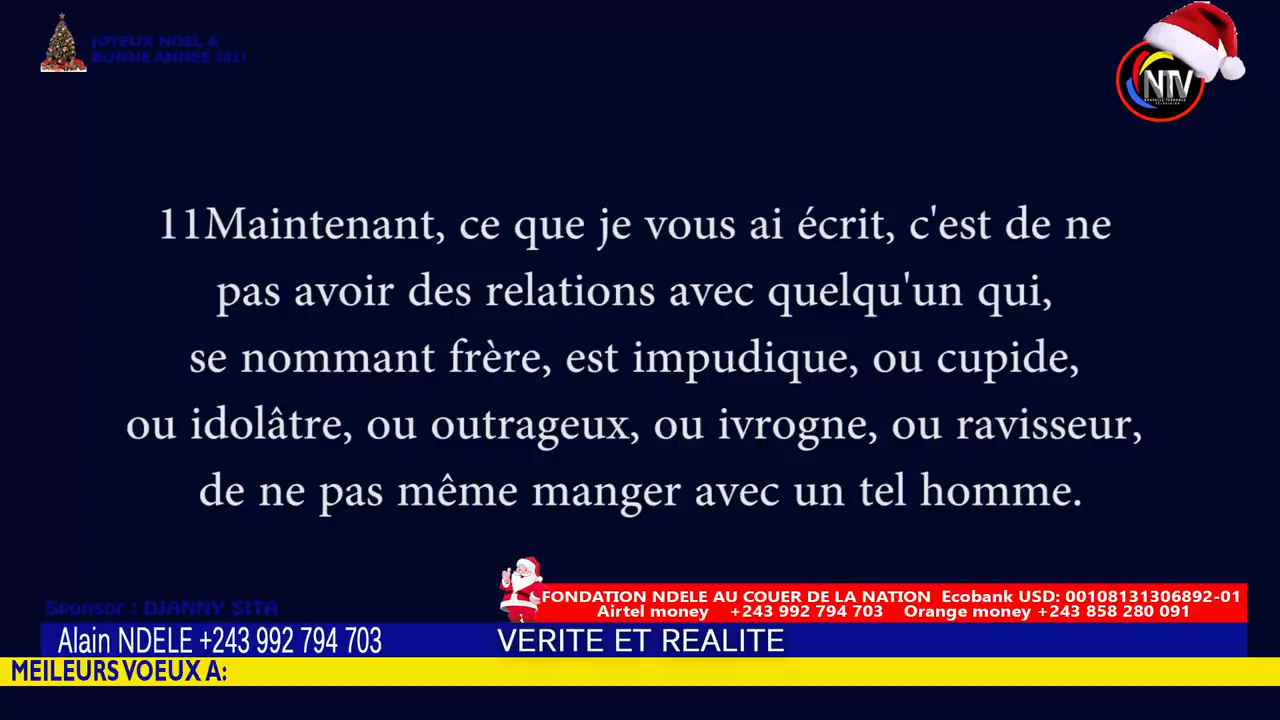 JOYEUX NOEL &
BONNE ANNEE 2021
NTV
NOUVELLE TENDANCE
TELEVISION
11Maintenant, ce que je vous ai écrit, c'est de ne
pas avoir des relations avec quelqu'un qui,
se nommant frère, est impudique, ou cupide,
ou idolâtre, ou outrageux, ou ivrogne, ou ravisseur,
de ne pas même manger avec un tel homme.
Sponsor : DJANNY SITA
FONDATION NDELE AU COUER DE LA NATION Ecobank USD: 00108131306892-01
Airtel money +243 992 794 703 Orange money +243 858 280 091
Alain NDELE +243 992 794 703
VERITE ET REALITE
MEILEURS VOEUX A: